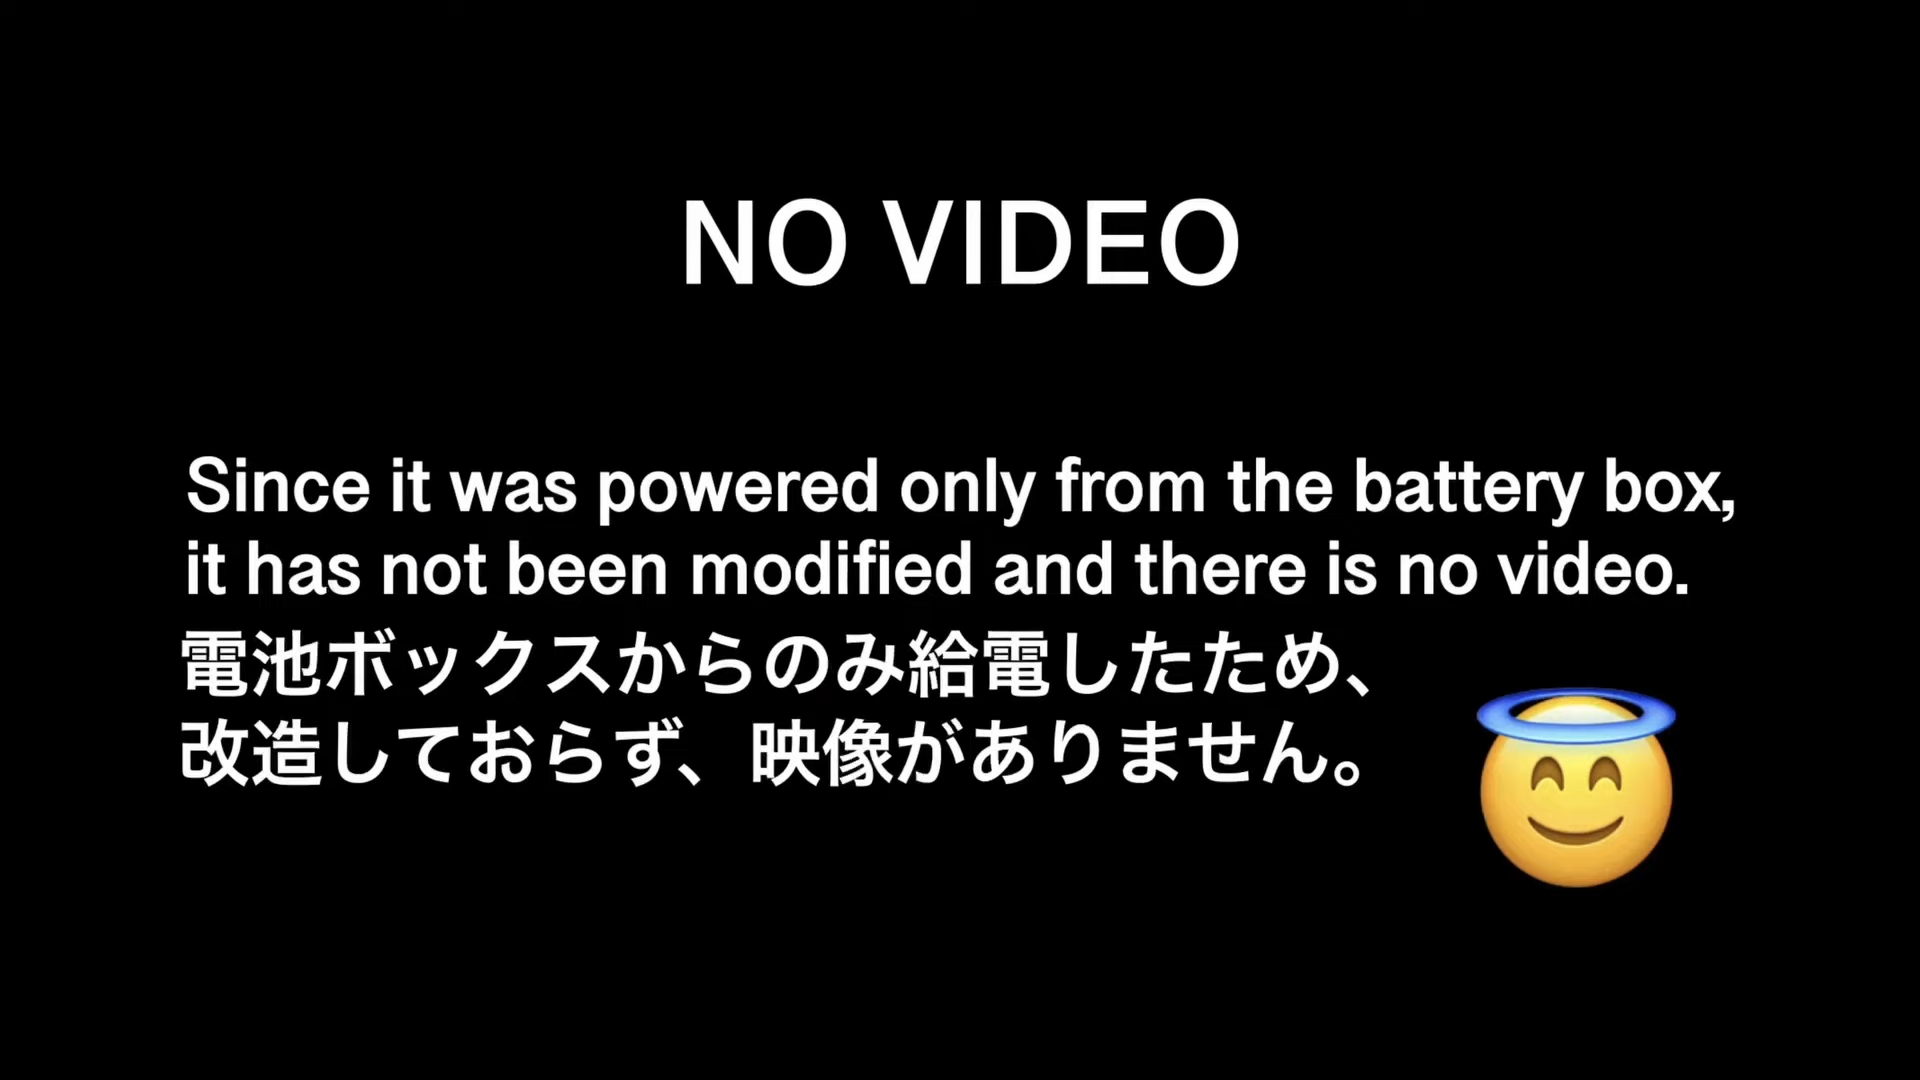 NO VIDEO
Since it was powered only from the battery box,
it has not been modified and there is no video.
電池ボックスからのみ給電したため、
改造しておらず、映像がありません。